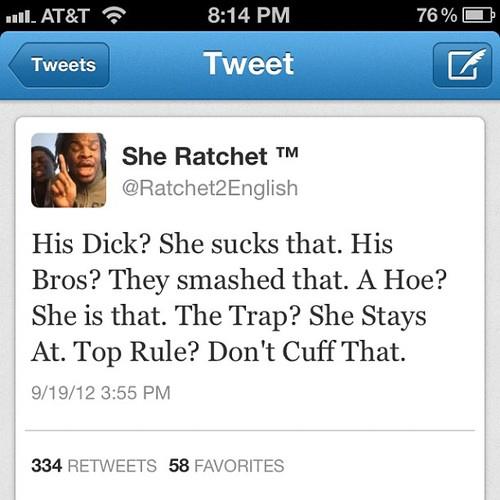 AT&T 8:14 PM 76%
Tweets Tweet
She Ratchet ™
@Ratchet2English
His Dick? She sucks that. His
Bros? They smashed that. A Hoe?
She is that. The Trap? She Stays
At. Top Rule? Don't Cuff That.
9/19/12 3:55 PM
334 RETWEETS 58 FAVORITES